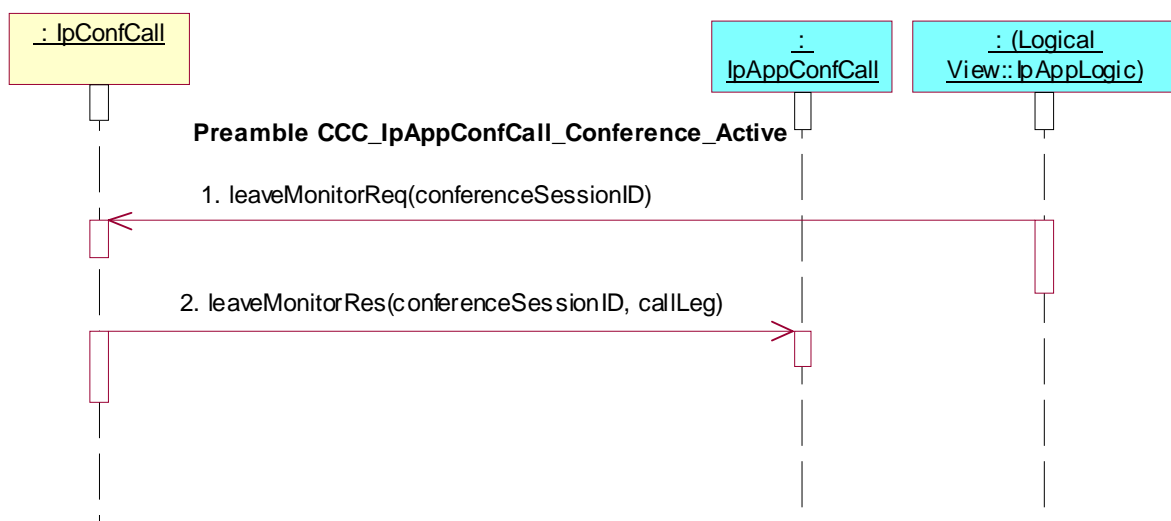 : IpConfCall
:
IpAppConfCall
: (Logical
View::IpAppLogic)
Preamble CCC_IpAppConfCall_Conference_Active
1. leaveMonitorReq(conferenceSessionID)
2. leaveMonitorRes(conferenceSessionID, callLeg)